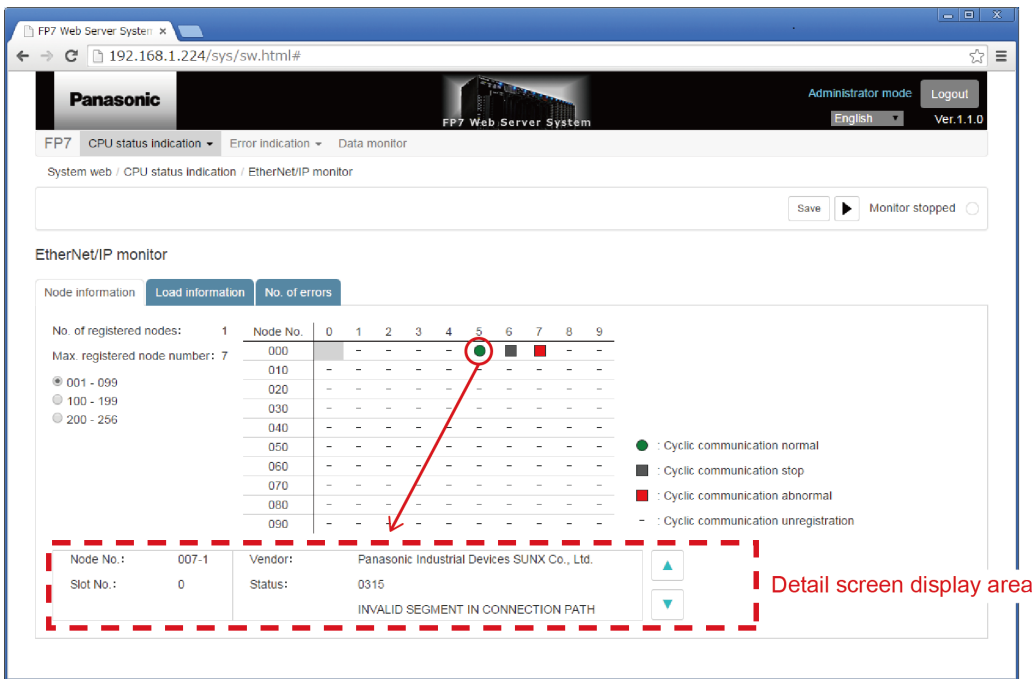 FP7 Web Server System ×
192.168.1.224/sys/sw.html#
Panasonic
FP7 Web Server System
Administrator mode Logout
English Ver.1.1.0
FP7 CPU status indication Error indication Data monitor
System web / CPU status indication / EtherNet/IP monitor
Save Monitor stopped
EtherNet/IP monitor
Node information Load information No. of errors
No. of registered nodes: 1
Max. registered node number: 7
001 - 099
100 - 199
200 - 256
Node No. 0 1 2 3 4 5 6 7 8 9
000 - - - - - -
010 - - - - - - - - - -
020 - - - - - - - - - -
030 - - - - - - - - - -
040 - - - - - - - - - -
050 - - - - - - - - - -
060 - - - - - - - - - -
070 - - - - - - - - - -
080 - - - - - - - - - -
090 - - - - - - - - - -
: Cyclic communication normal
: Cyclic communication stop
: Cyclic communication abnormal
- : Cyclic communication unregistration
Node No.: 007-1 Vendor: Panasonic Industrial Devices SUNX Co., Ltd.
Slot No.: 0 Status: 0315
INVALID SEGMENT IN CONNECTION PATH
Detail screen display area